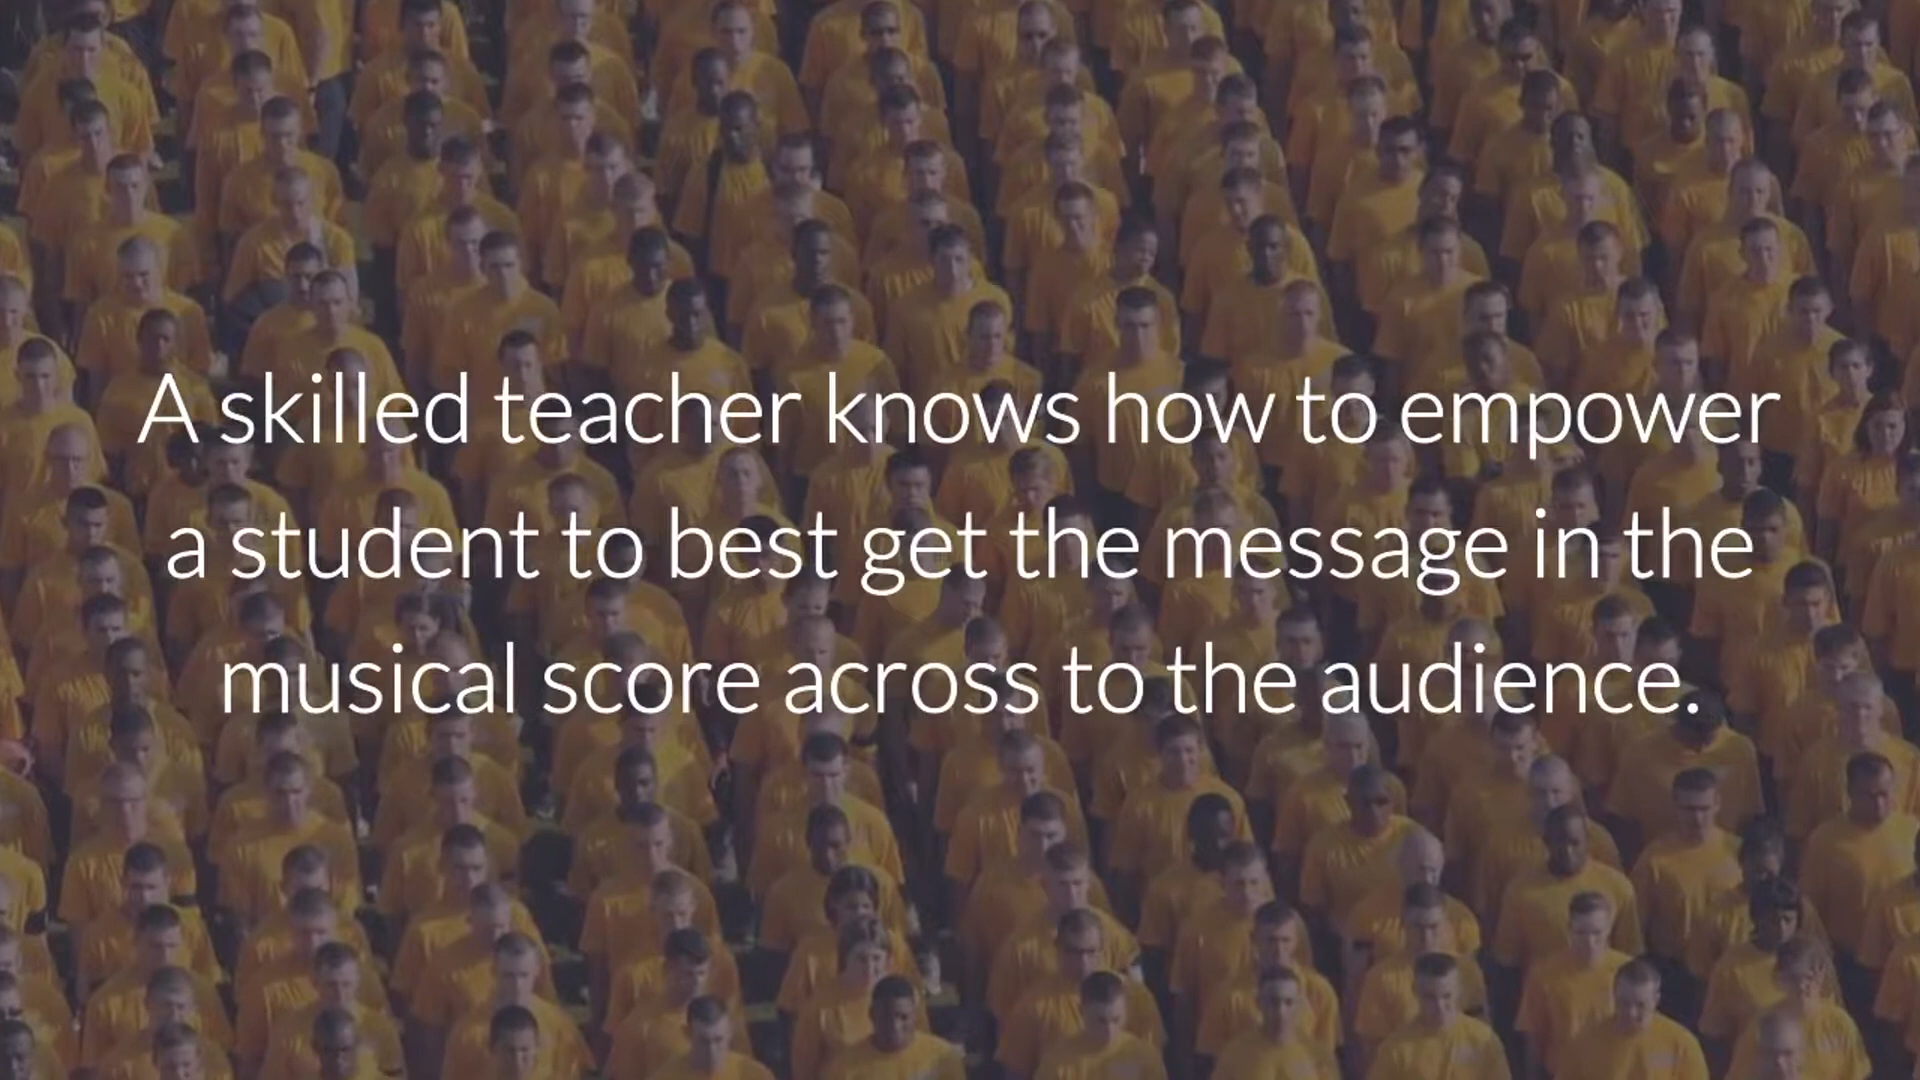 A skilled teacher knows how to empower
a student to best get the message in the
musical score across to the audience.